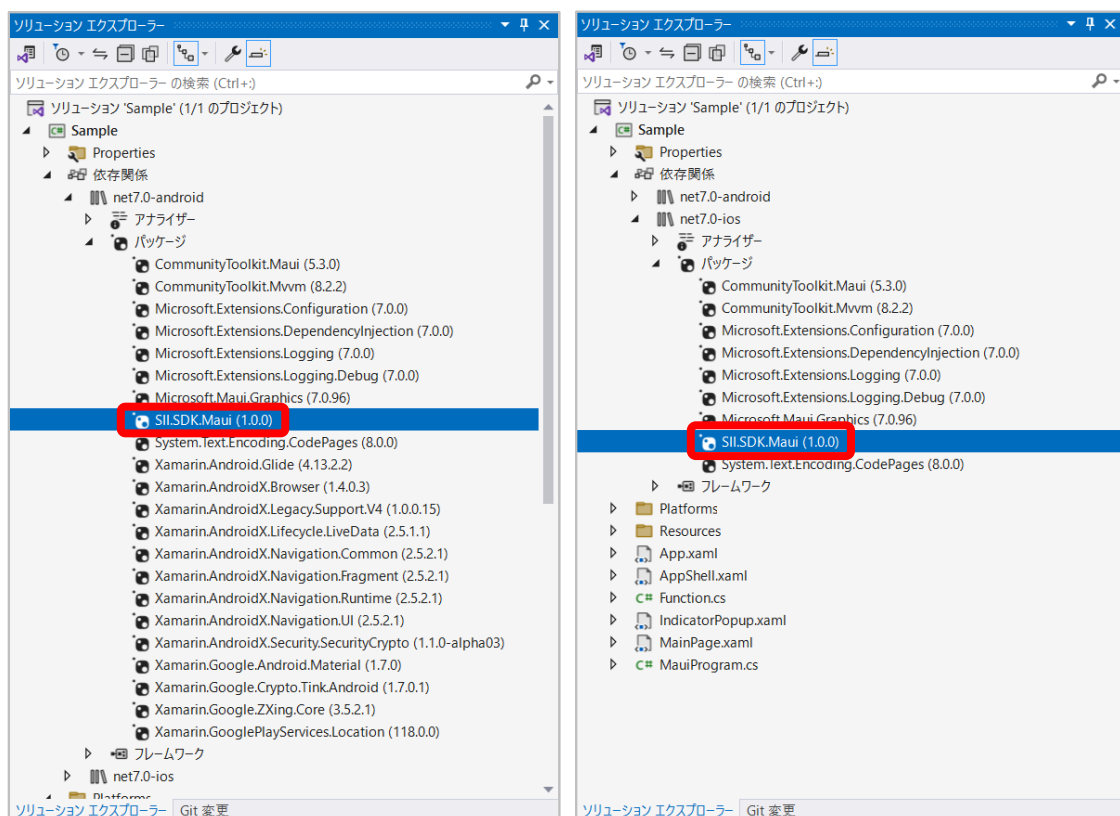 ソリューション エクスプローラー
ソリューション エクスプローラー の検索 (Ctrl+:)
ソリューション 'Sample' (1/1 のプロジェクト)
Sample
Properties
依存関係
net7.0-android
アナライザー
パッケージ
CommunityToolkit.Maui (5.3.0)
CommunityToolkit.Mvvm (8.2.2)
Microsoft.Extensions.Configuration (7.0.0)
Microsoft.Extensions.DependencyInjection (7.0.0)
Microsoft.Extensions.Logging (7.0.0)
Microsoft.Extensions.Logging.Debug (7.0.0)
Microsoft.Maui.Graphics (7.0.96)
SII.SDK.Maui (1.0.0)
System.Text.Encoding.CodePages (8.0.0)
Xamarin.Android.Glide (4.13.2.2)
Xamarin.AndroidX.Browser (1.4.0.3)
Xamarin.AndroidX.Legacy.Support.V4 (1.0.0.15)
Xamarin.AndroidX.Lifecycle.LiveData (2.5.1.1)
Xamarin.AndroidX.Navigation.Common (2.5.2.1)
Xamarin.AndroidX.Navigation.Fragment (2.5.2.1)
Xamarin.AndroidX.Navigation.Runtime (2.5.2.1)
Xamarin.AndroidX.Navigation.UI (2.5.2.1)
Xamarin.AndroidX.Security.SecurityCrypto (1.1.0-alpha03)
Xamarin.Google.Android.Material (1.7.0)
Xamarin.Google.Crypto.Tink.Android (1.7.0.1)
Xamarin.Google.ZXing.Core (3.5.2.1)
Xamarin.GooglePlayServices.Location (118.0.0)
フレームワーク
net7.0-ios
Platforms
ソリューション エクスプローラー Git 変更
ソリューション エクスプローラー
ソリューション エクスプローラー の検索 (Ctrl+:)
ソリューション 'Sample' (1/1 のプロジェクト)
Sample
Properties
依存関係
net7.0-android
net7.0-ios
アナライザー
パッケージ
CommunityToolkit.Maui (5.3.0)
CommunityToolkit.Mvvm (8.2.2)
Microsoft.Extensions.Configuration (7.0.0)
Microsoft.Extensions.DependencyInjection (7.0.0)
Microsoft.Extensions.Logging (7.0.0)
Microsoft.Extensions.Logging.Debug (7.0.0)
Microsoft.Maui.Graphics (7.0.96)
SII.SDK.Maui (1.0.0)
System.Text.Encoding.CodePages (8.0.0)
フレームワーク
Platforms
Resources
App.xaml
AppShell.xaml
C# Function.cs
IndicatorPopup.xaml
MainPage.xaml
C# MauiProgram.cs
ソリューション エクスプローラー Git 変更